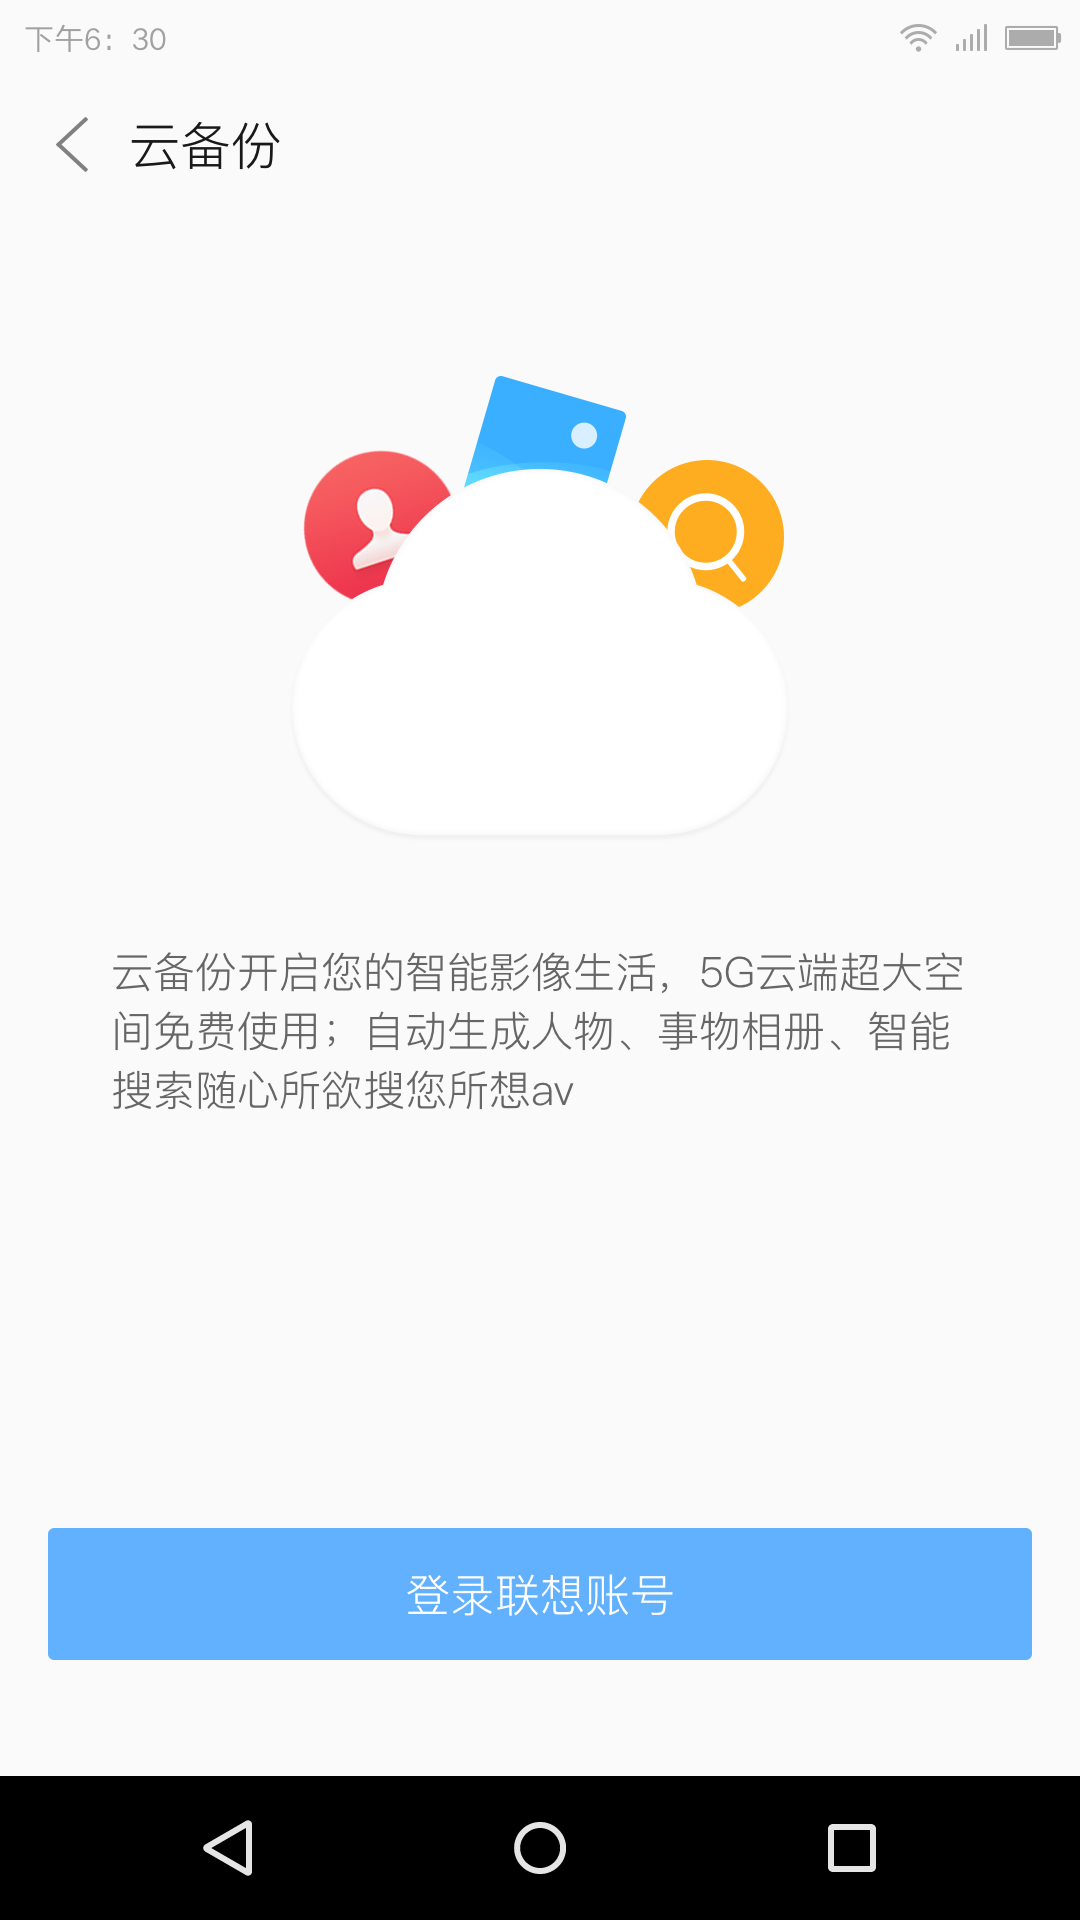 下午6：30
云备份
云备份开启您的智能影像生活，5G云端超大空
间免费使用；自动生成人物、事物相册、智能
搜索随心所欲搜您所想av
登录联想账号